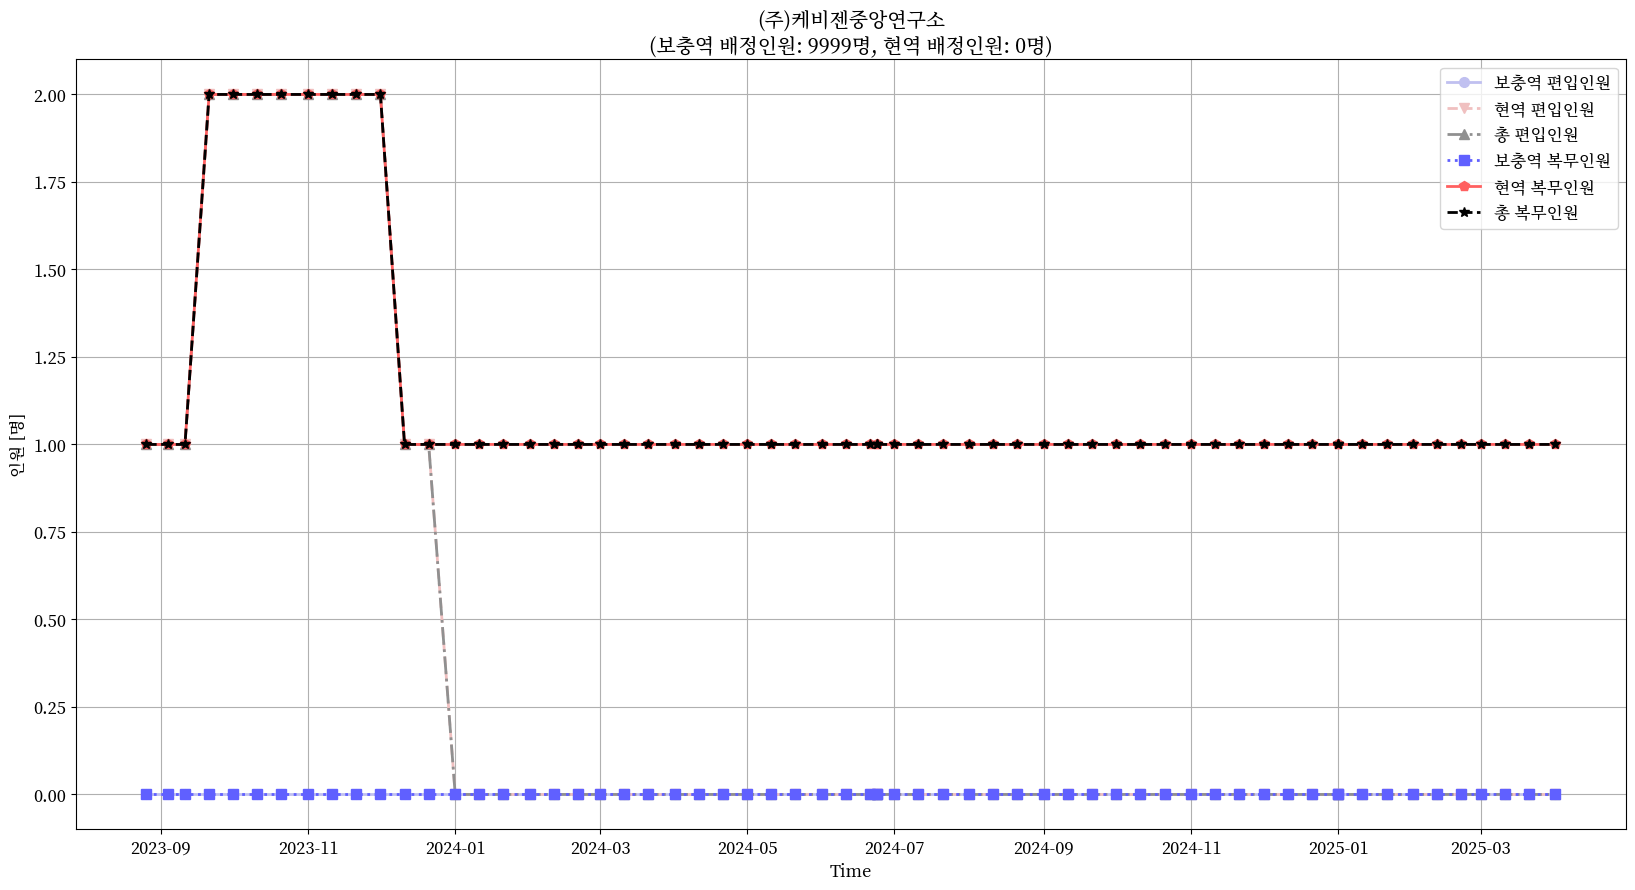 (주)케비젠중앙연구소
(보충역 배정인원: 9999명, 현역 배정인원: 0명)
보충역 편입인원
현역 편입인원
총 편입인원
보충역 복무인원
현역 복무인원
총 복무인원
인원 [명]
2.00
1.75
1.50
1.25
1.00
0.75
0.50
0.25
0.00
2023-09 2023-11 2024-01 2024-03 2024-05 2024-07 2024-09 2024-11 2025-01 2025-03
Time